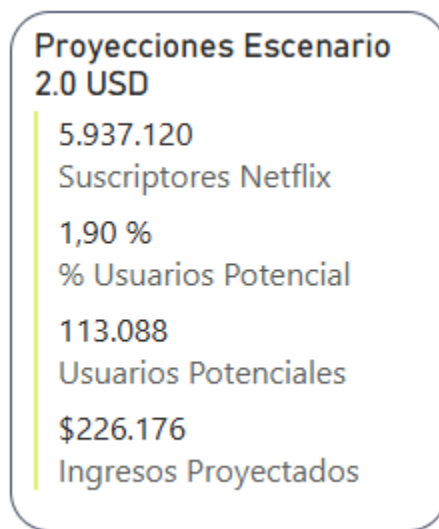 Proyecciones Escenario
2.0 USD
5.937.120
Suscriptores Netflix
1,90 %
% Usuarios Potencial
113.088
Usuarios Potenciales
$226.176
Ingresos Proyectados